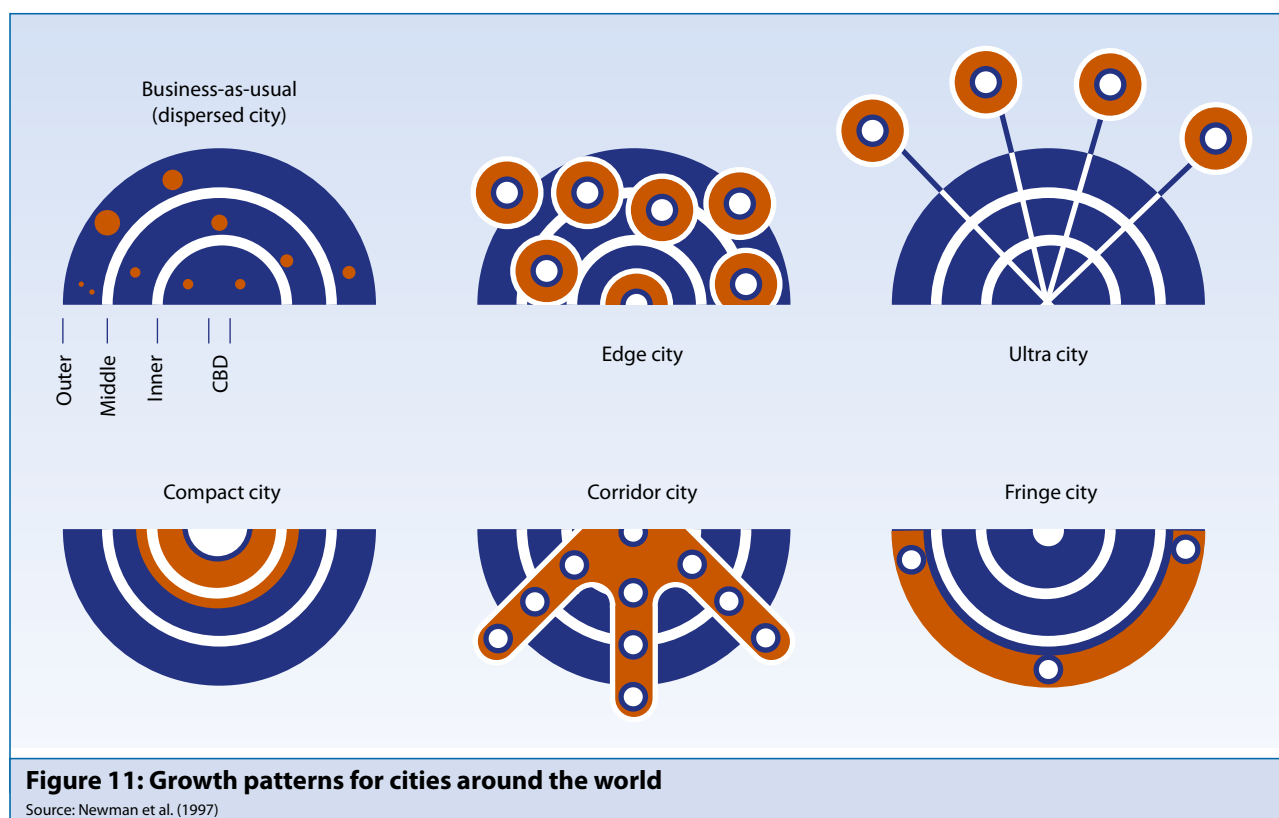 Business-as-usual
(dispersed city)
Outer
Middle
Inner
CBD
Edge city
Ultra city
Compact city
Corridor city
Fringe city
Figure 11: Growth patterns for cities around the world
Source: Newman et al. (1997)